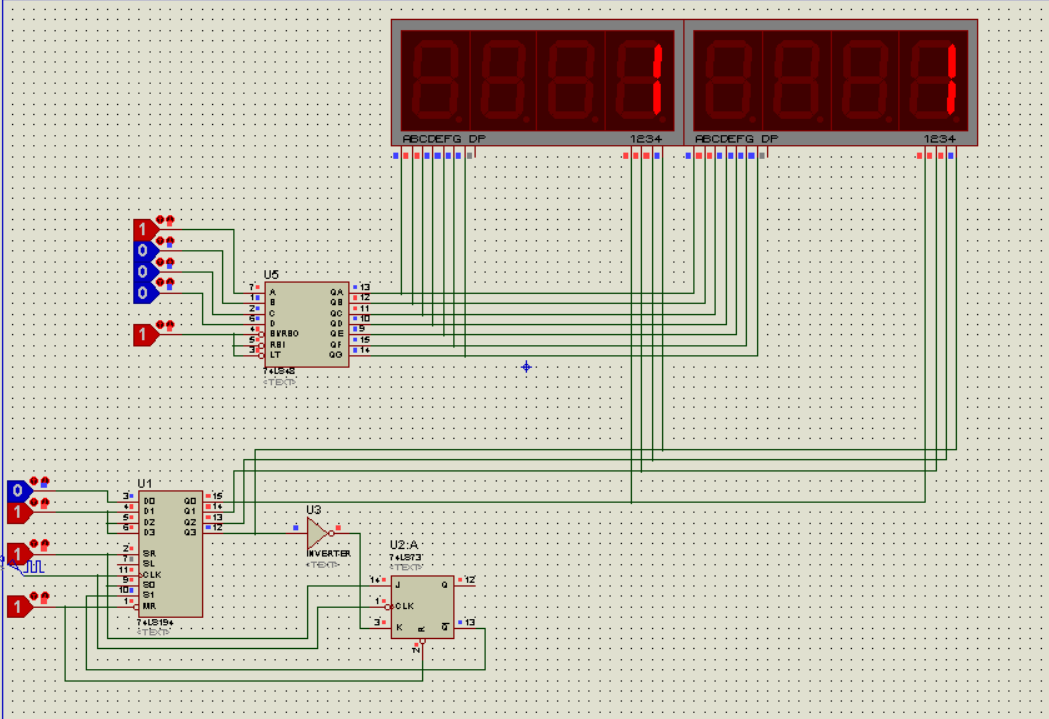 ABCDEFG DP
1234
ABCDEFG DP
1234
1
0
0
0
1
U5
7
1
2
6
4
5
3
A
B
C
D
BI/RBO
RBI
LT
QA
QB
QC
QD
QE
QF
QG
13
12
11
10
9
15
14
74LS48
<TEXT>
0
1
1
1
U1
3
4
5
6
2
7
11
9
10
1
D0
D1
D2
D3
SR
SL
CLK
S0
S1
MR
Q0
Q1
Q2
Q3
15
14
13
12
74LS194
<TEXT>
U3
INVERTER
<TEXT>
U2:A
74LS73
<TEXT>
14
1
3
J
CLK
K
R
Q
Q
12
13
2